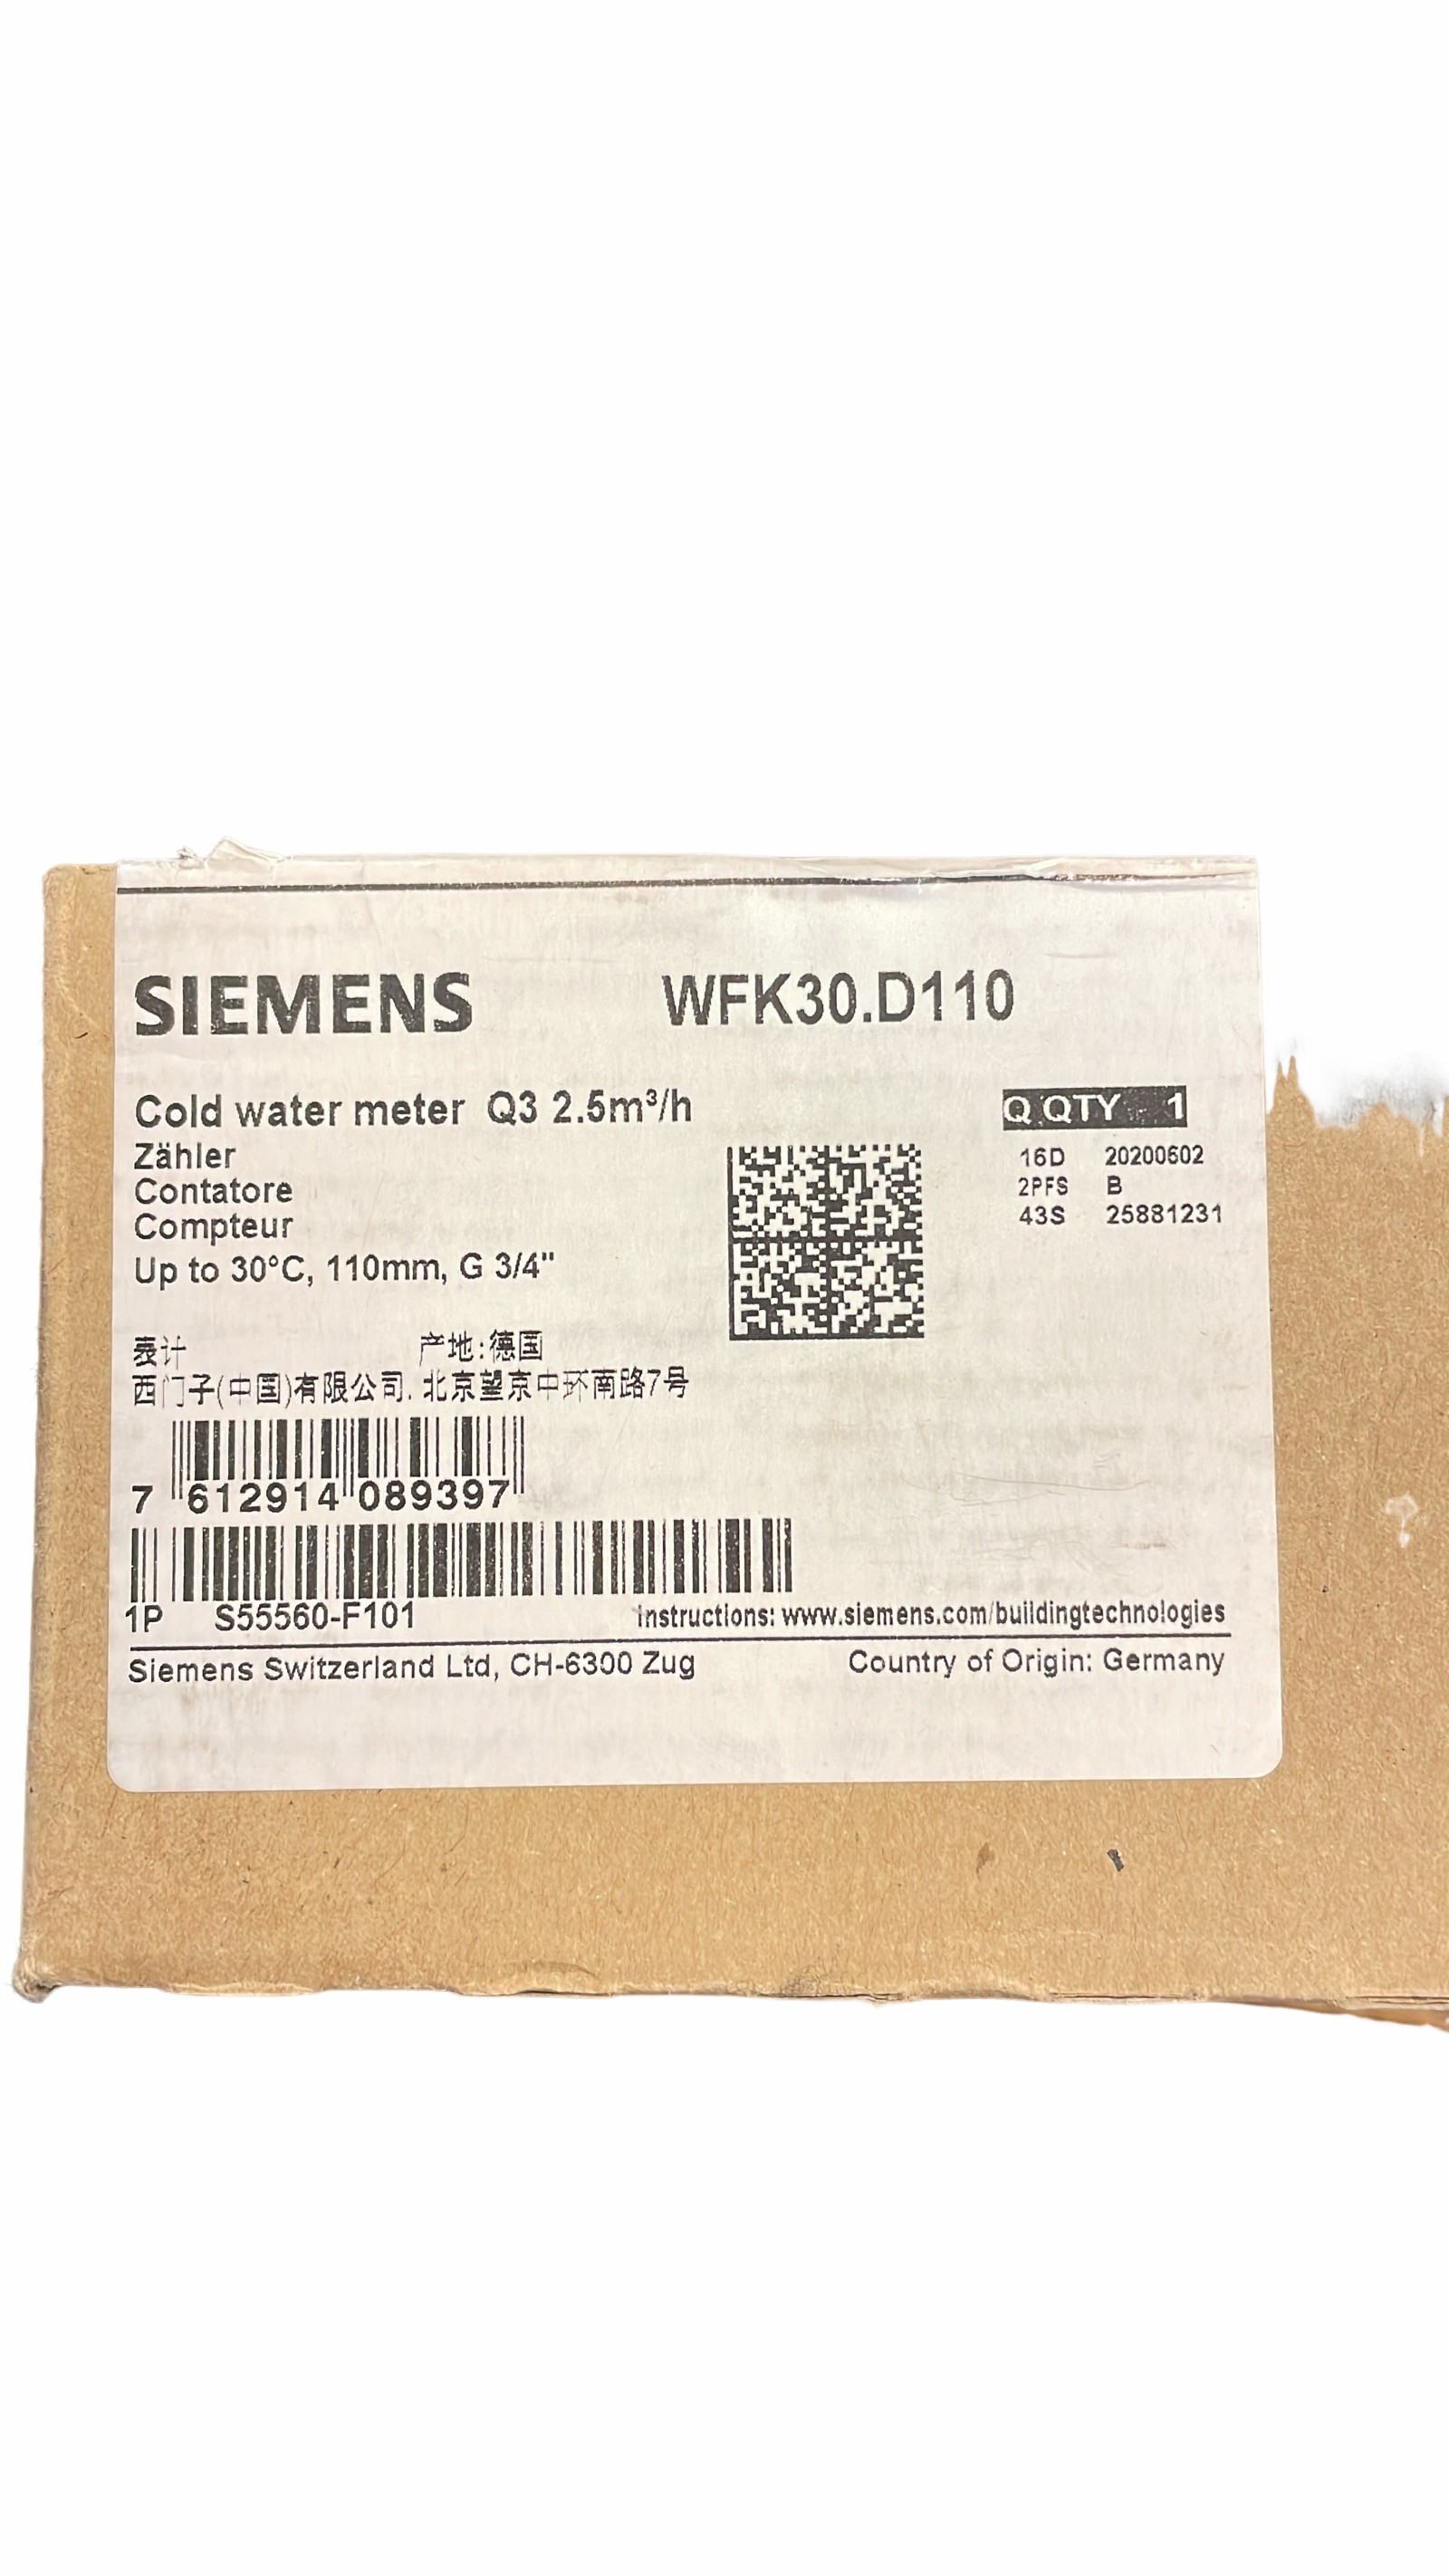 SIEMENS WFK30.D110
Cold water meter Q3 2.5m³/h
Q QTY 1
Zähler
16D 20200602
Contatore
2PFS B
Compteur
43S 25881231
Up to 30°C, 110mm, G 3/4"
表计 产地:德国
西门子(中国)有限公司. 北京望京中环南路7号
7 612914 089397
1P S55560-F101 Instructions: www.siemens.com/buildingtechnologies
Siemens Switzerland Ltd, CH-6300 Zug Country of Origin: Germany